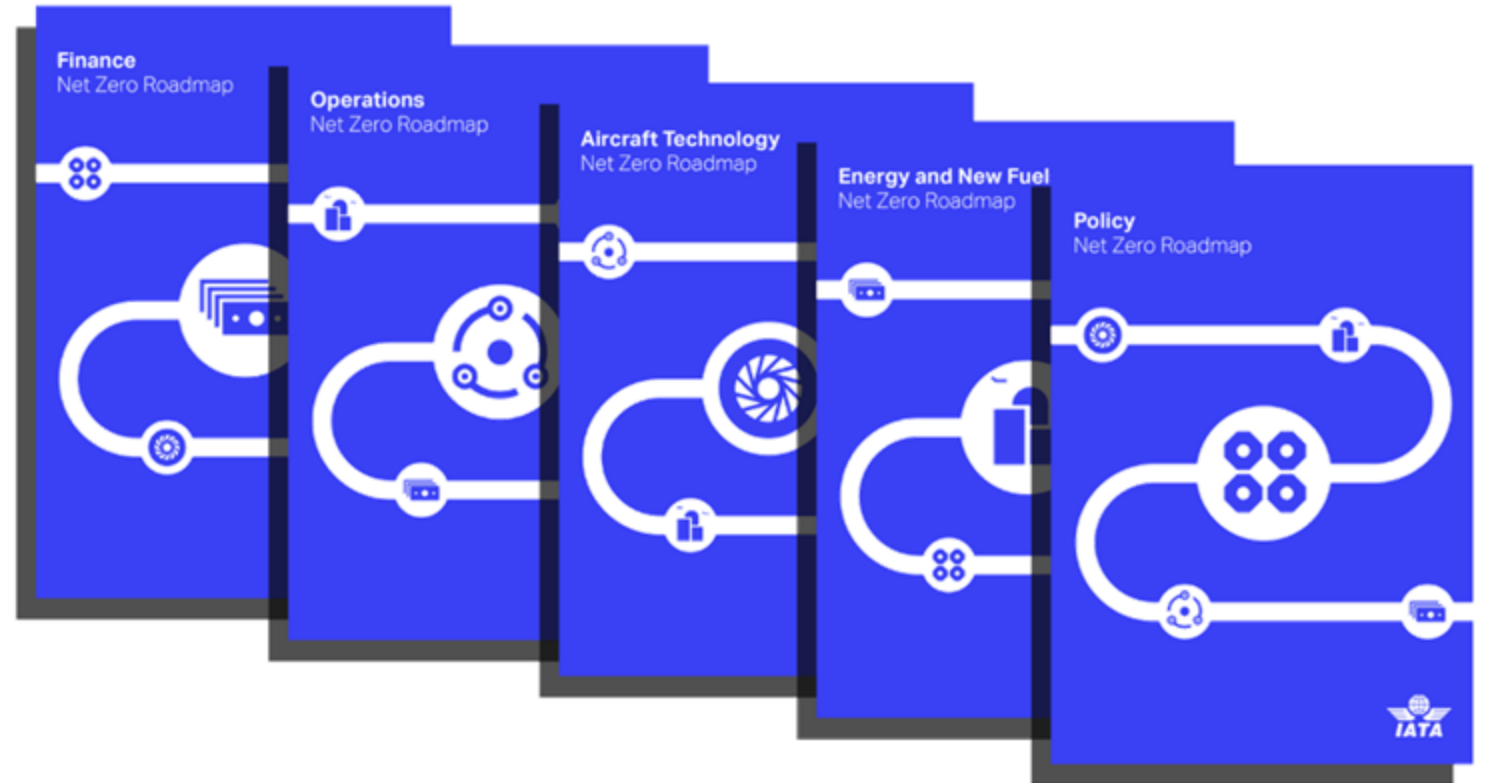 Finance
Net Zero Roadmap
Operations
Net Zero Roadmap
Aircraft Technology
Net Zero Roadmap
Energy and New Fuel
Net Zero Roadmap
Policy
Net Zero Roadmap
IATA